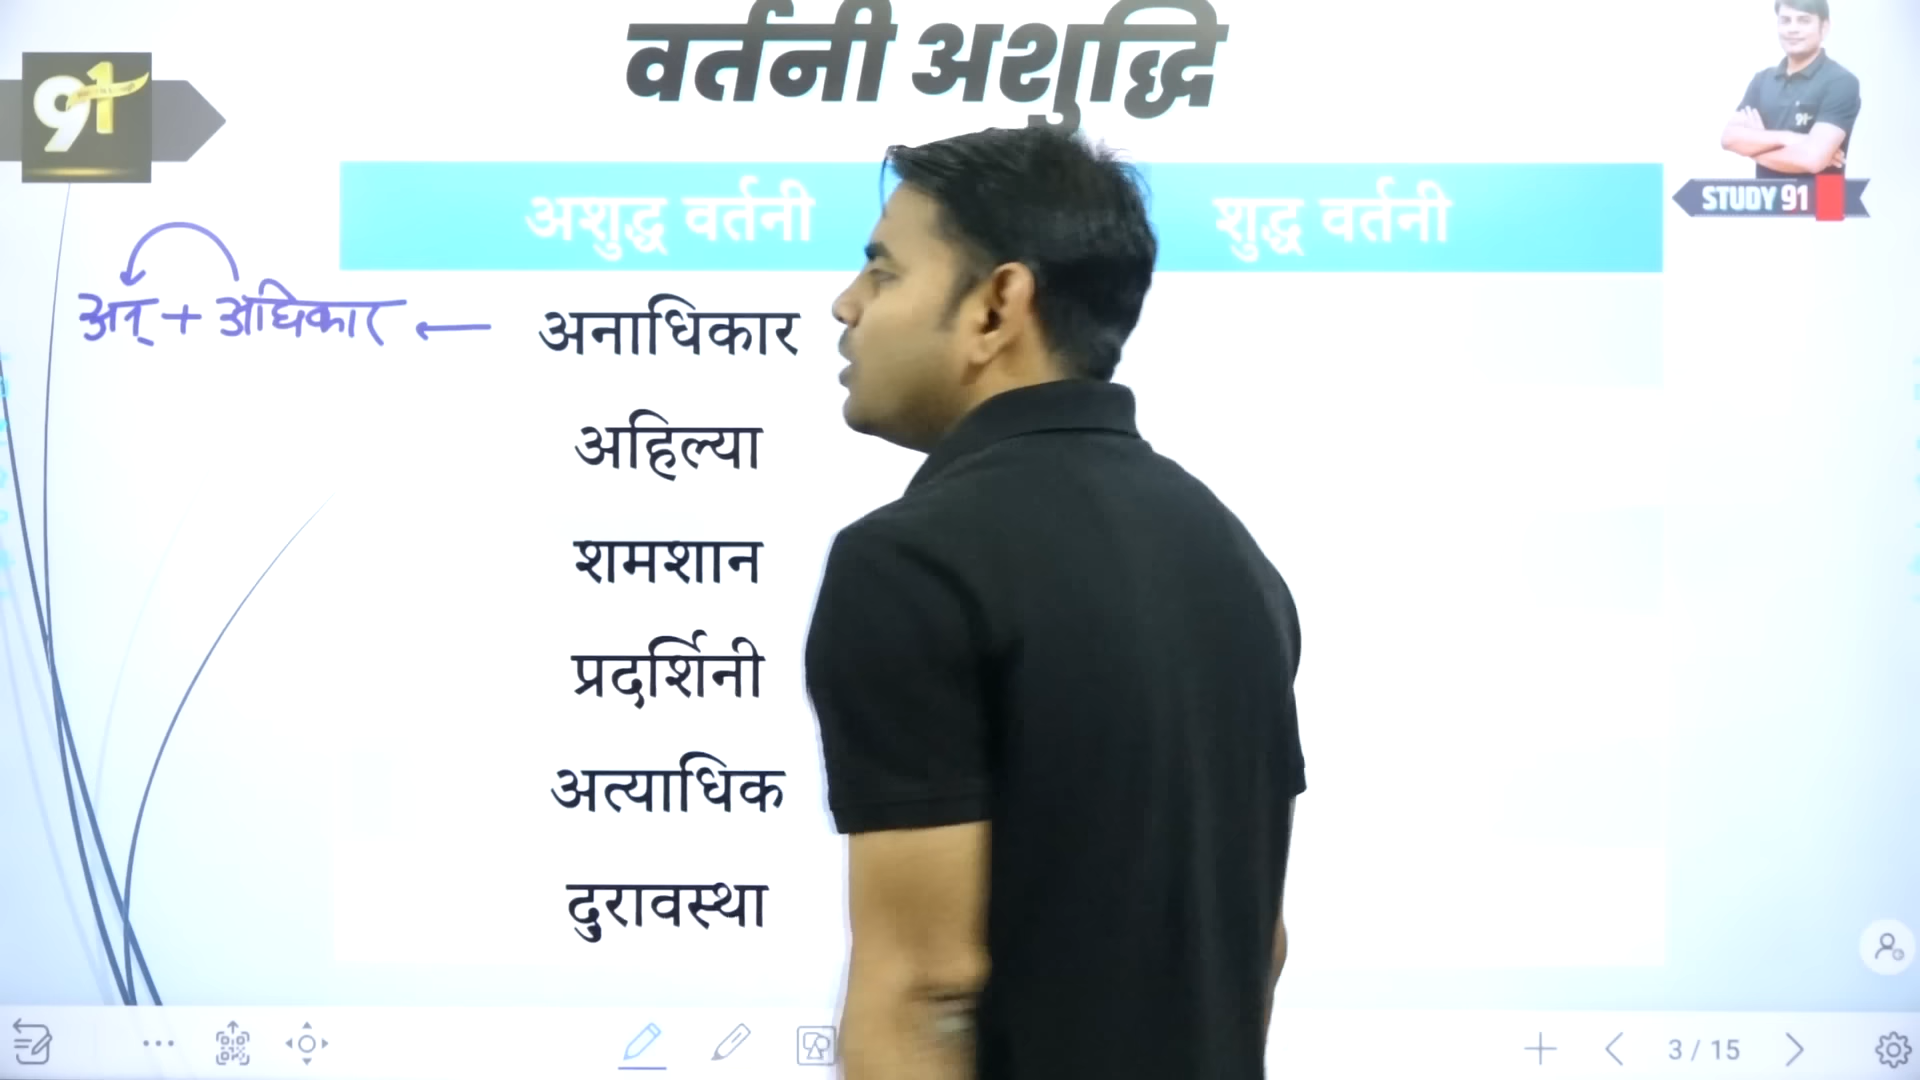 वर्तनी अशुद्धि
91
STUDY 91
अशुद्ध वर्तनी
शुद्ध वर्तनी
अन् + अधिकार ← अनाधिकार
अहिल्या
शमशान
प्रदर्शिनी
अत्याधिक
दुरावस्था
3 / 15